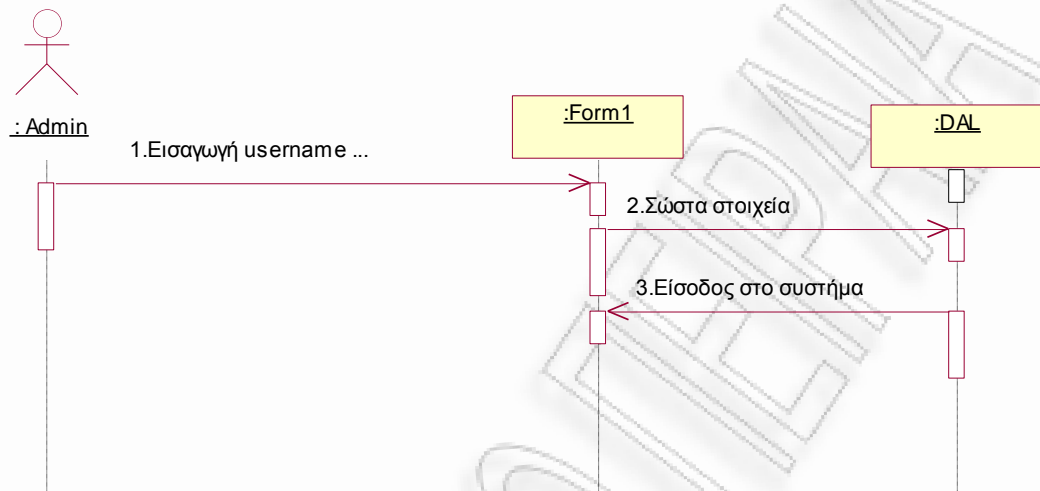 : Admin
:Form1
:DAL
1.Εισαγωγή username ...
2.Σώστα στοιχεία
3.Είσοδος στο συστήμα